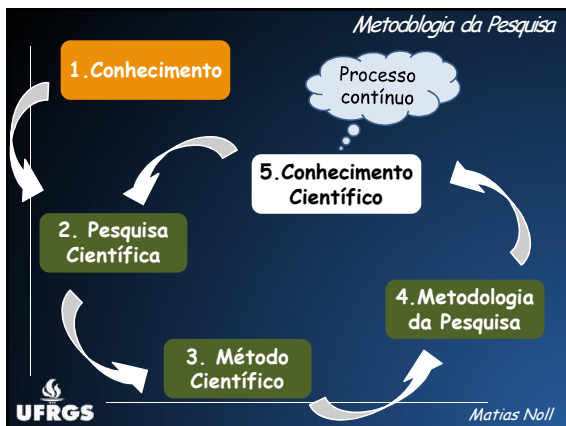 Metodologia da Pesquisa
1.Conhecimento
Processo
contínuo
5.Conhecimento
Científico
2. Pesquisa
Científica
4.Metodologia
da Pesquisa
3. Método
Científico
UFRGS
Matias Noll